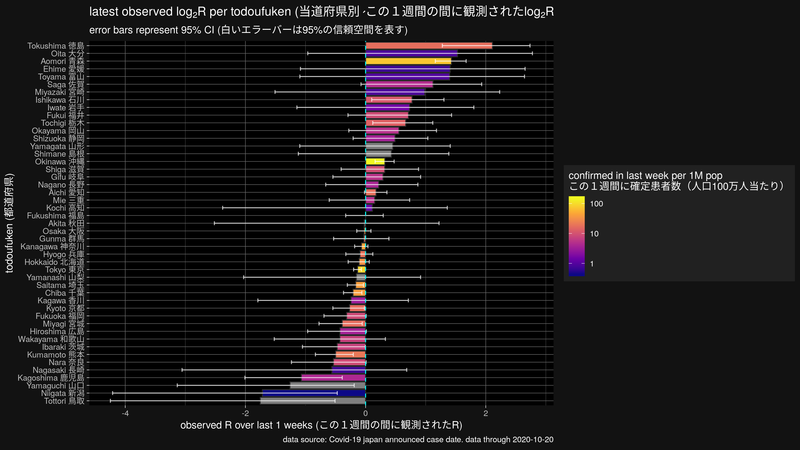 latest observed log₂R per todoufuken (当道府県別･この１週間の間に観測されたlog₂R
error bars represent 95% CI (白いエラーバーは95%の信頼空間を表す)
todoufuken (都道府県)
Tokushima 徳島
Oita 大分
Aomori 青森
Ehime 愛媛
Toyama 富山
Saga 佐賀
Miyazaki 宮崎
Ishikawa 石川
Iwate 岩手
Fukui 福井
Tochigi 栃木
Okayama 岡山
Shizuoka 静岡
Yamagata 山形
Shimane 島根
Okinawa 沖縄
Shiga 滋賀
Gifu 岐阜
Nagano 長野
Aichi 愛知
Mie 三重
Kochi 高知
Fukushima 福島
Akita 秋田
Osaka 大阪
Gunma 群馬
Kanagawa 神奈川
Hyogo 兵庫
Hokkaido 北海道
Tokyo 東京
Yamanashi 山梨
Saitama 埼玉
Chiba 千葉
Kagawa 香川
Kyoto 京都
Fukuoka 福岡
Miyagi 宮城
Hiroshima 広島
Wakayama 和歌山
Ibaraki 茨城
Kumamoto 熊本
Nara 奈良
Nagasaki 長崎
Kagoshima 鹿児島
Yamaguchi 山口
Niigata 新潟
Tottori 鳥取
-4 -2 0 2
observed R over last 1 weeks (この１週間の間に観測されたR)
data source: Covid-19 japan announced case date. data through 2020-10-20
confirmed in last week per 1M pop
この１週間に確定患者数（人口100万人当たり）
100
10
1